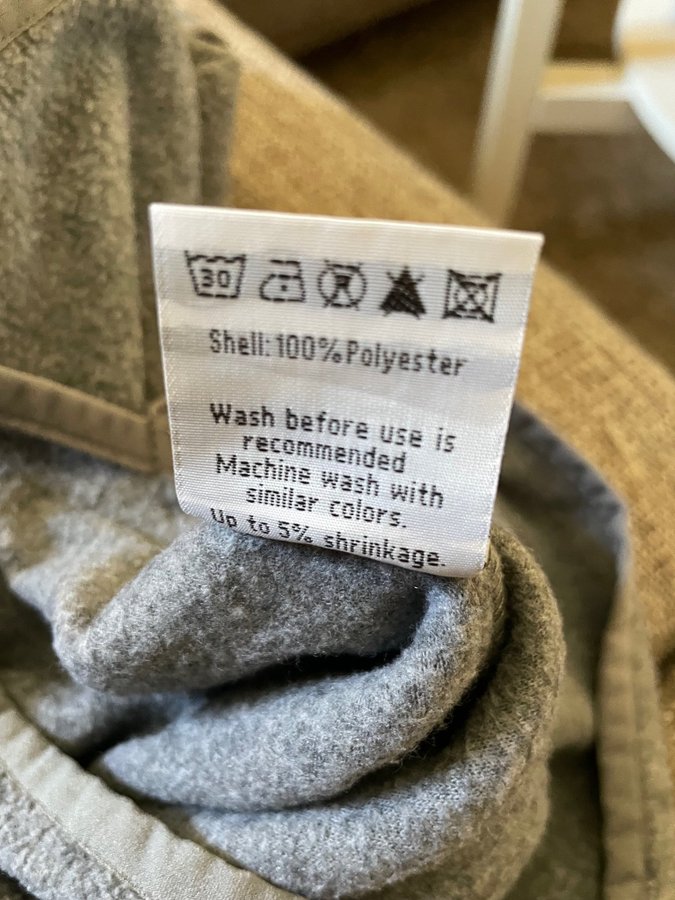 30
Shell:100%Polyester
Wash before use is
recommended
Machine wash with
similar colors.
Up to 5% shrinkage.